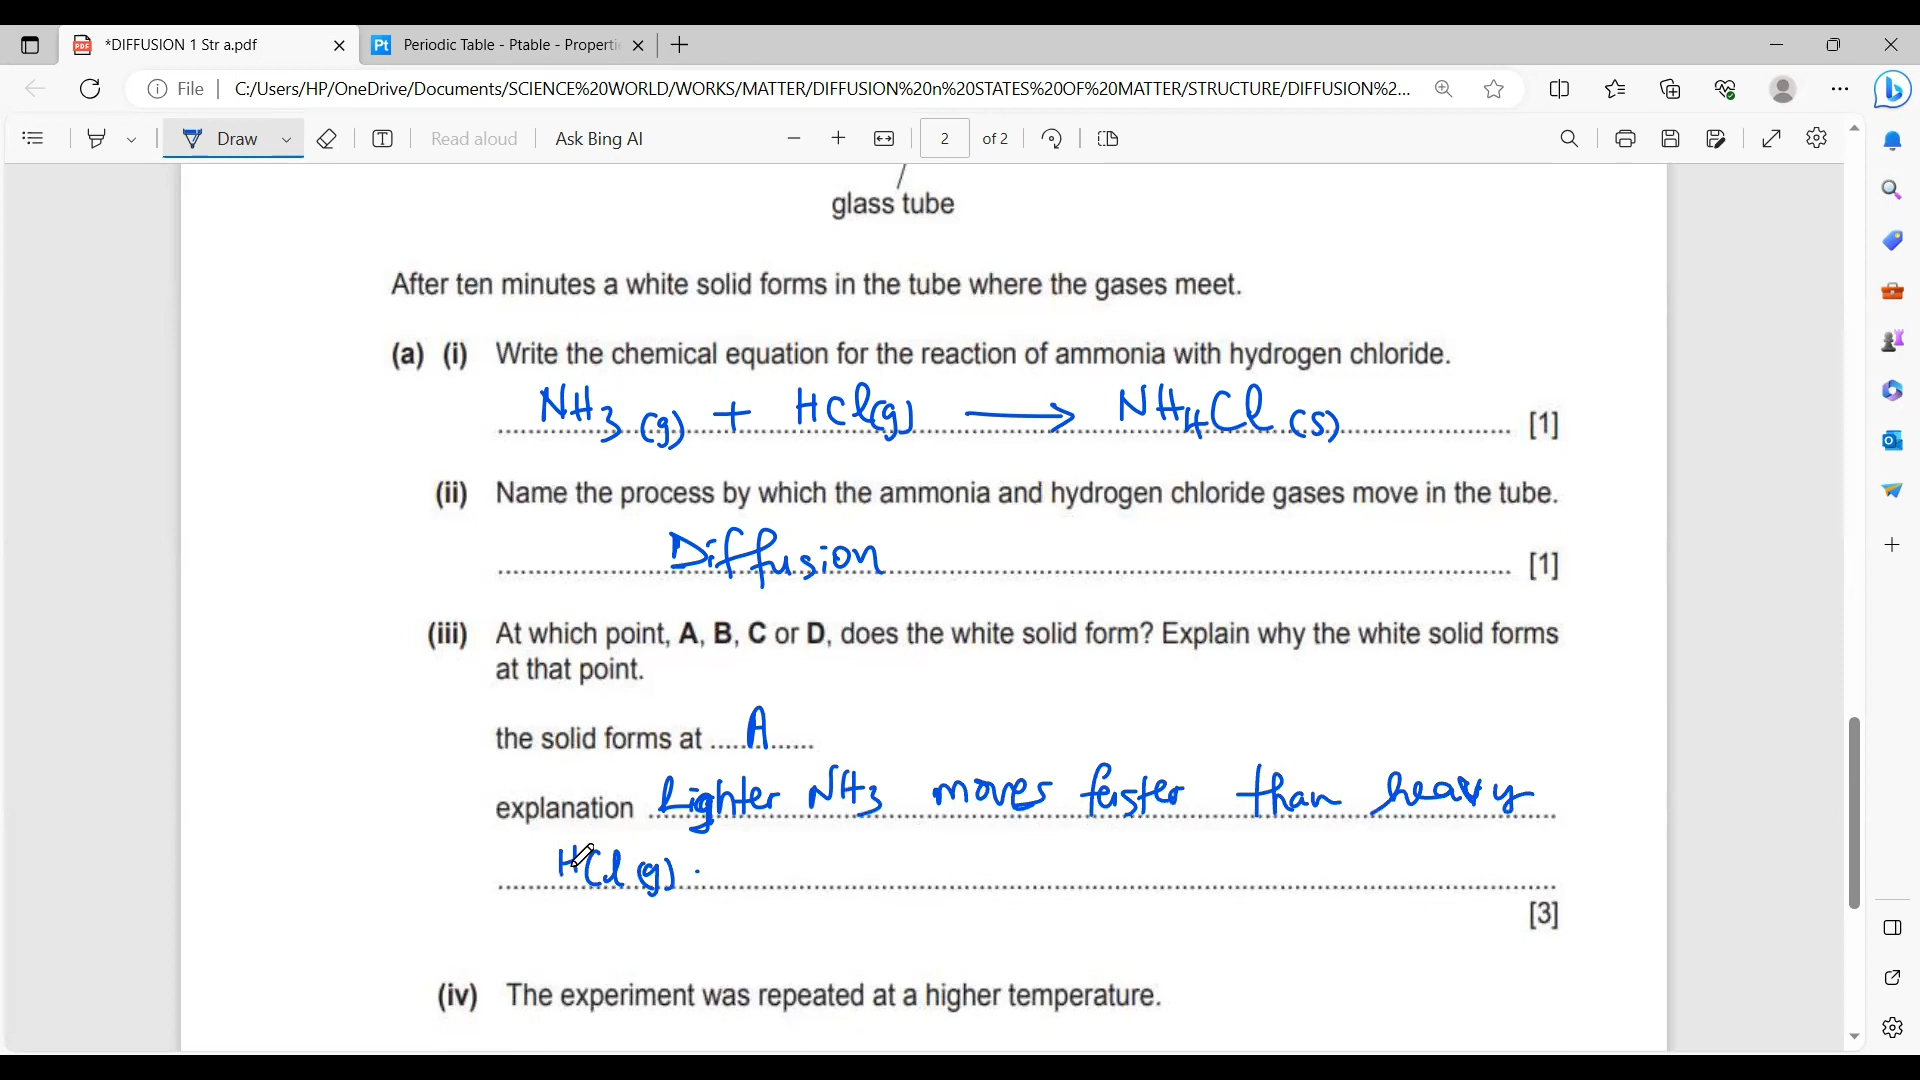 *DIFFUSION 1 Str a.pdf
Pt Periodic Table - Ptable - Properti
File C:/Users/HP/OneDrive/Documents/SCIENCE%20WORLD/WORKS/MATTER/DIFFUSION%20n%20STATES%20OF%20MATTER/STRUCTURE/DIFFUSION%2...
Draw Read aloud Ask Bing AI 2 of 2
glass tube
After ten minutes a white solid forms in the tube where the gases meet.
(a) (i) Write the chemical equation for the reaction of ammonia with hydrogen chloride.
NH3 (g) + HCl(g) → NH4Cl (s) [1]
(ii) Name the process by which the ammonia and hydrogen chloride gases move in the tube.
Diffusion [1]
(iii) At which point, A, B, C or D, does the white solid form? Explain why the white solid forms
at that point.
the solid forms at .....A......
explanation Lighter NH3 moves faster than heavy
HCl (g) .
[3]
(iv) The experiment was repeated at a higher temperature.